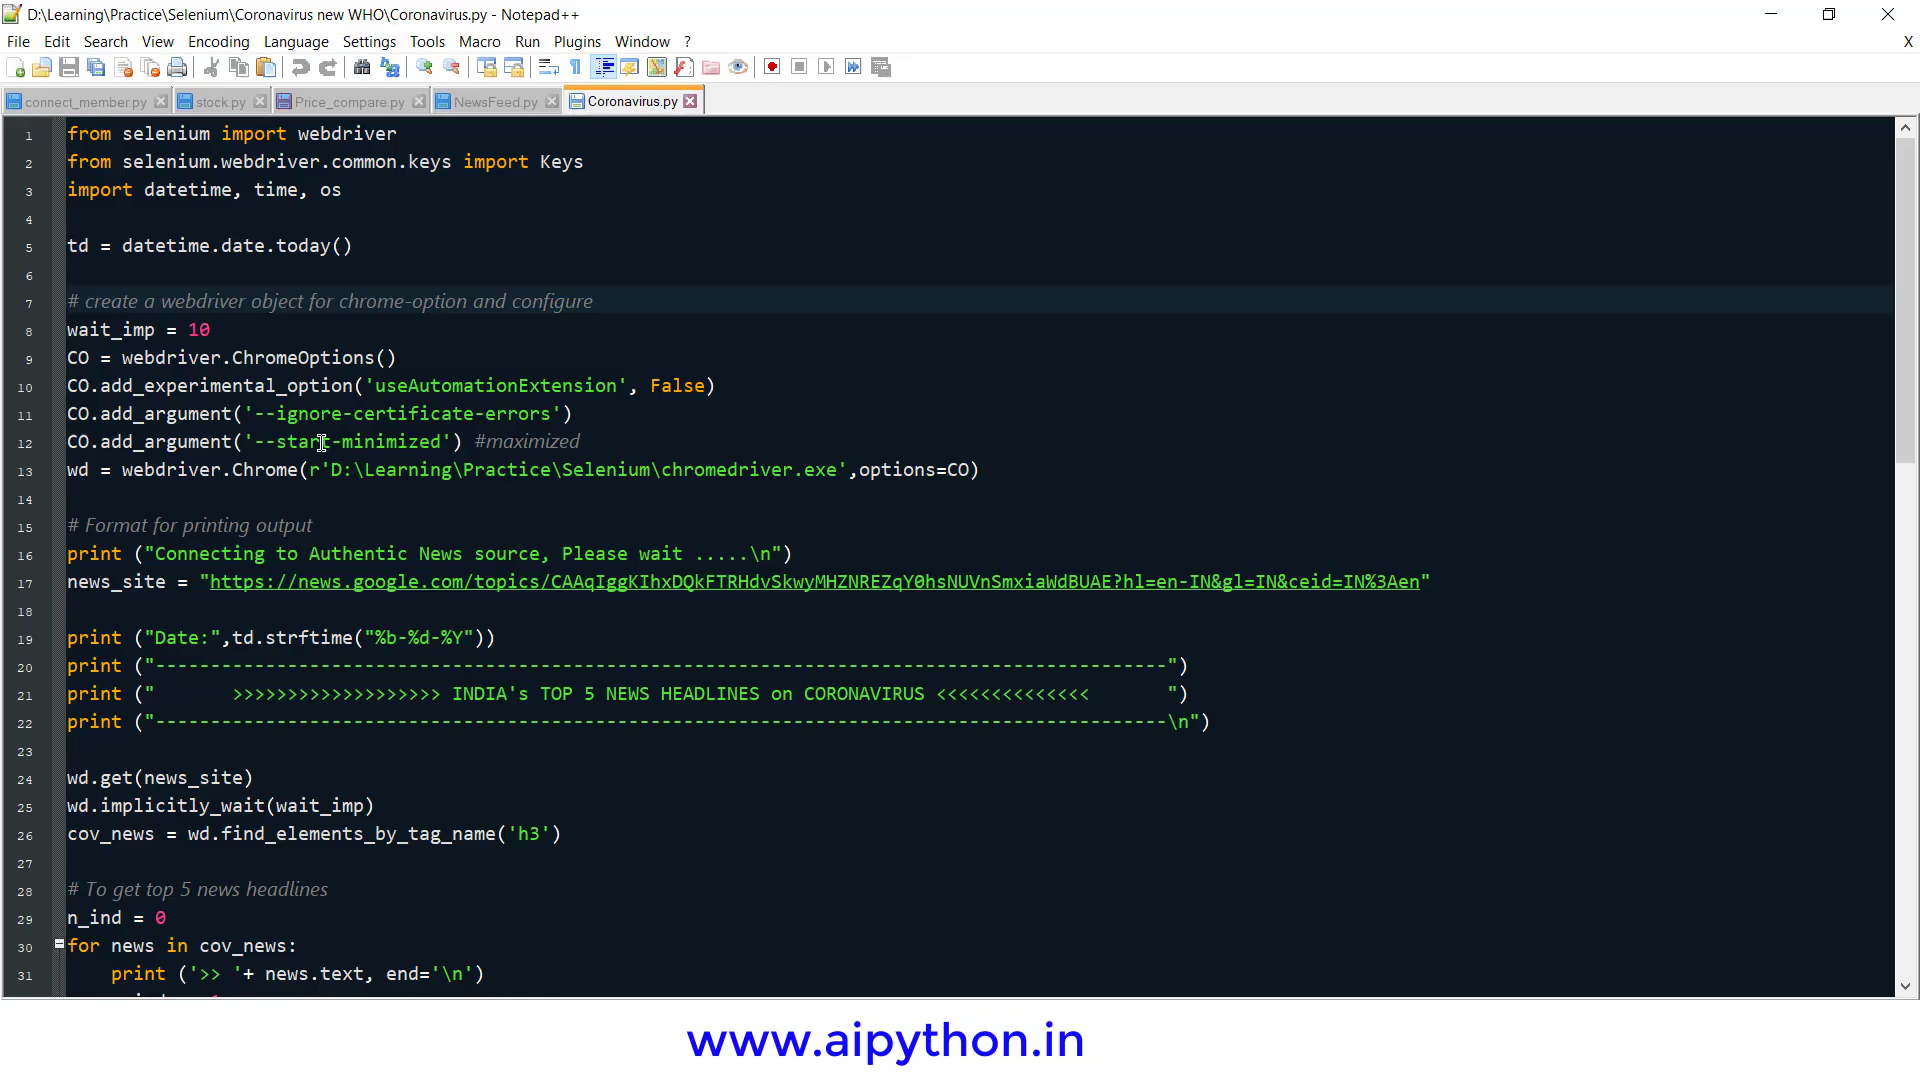 D:\Learning\Practice\Selenium\Coronavirus new WHO\Coronavirus.py - Notepad++
File Edit Search View Encoding Language Settings Tools Macro Run Plugins Window ? X
connect_member.py stock.py Price_compare.py NewsFeed.py Coronavirus.py
1 from selenium import webdriver
2 from selenium.webdriver.common.keys import Keys
3 import datetime, time, os
4
5 td = datetime.date.today()
6
7 # create a webdriver object for chrome-option and configure
8 wait_imp = 10
9 CO = webdriver.ChromeOptions()
10 CO.add_experimental_option('useAutomationExtension', False)
11 CO.add_argument('--ignore-certificate-errors')
12 CO.add_argument('--start-minimized') #maximized
13 wd = webdriver.Chrome(r'D:\Learning\Practice\Selenium\chromedriver.exe',options=CO)
14
15 # Format for printing output
16 print ("Connecting to Authentic News source, Please wait .....\n")
17 news_site = "https://news.google.com/topics/CAAqIggKIhxDQkFTRHdvSkwyMHZNREZqY0hsNUVnSmxiaWdBUAE?hl=en-IN&gl=IN&ceid=IN%3Aen"
18
19 print ("Date:",td.strftime("%b-%d-%Y"))
20 print ("--------------------------------------------------------------------------------------------")
21 print ("       >>>>>>>>>>>>>>>>>>> INDIA's TOP 5 NEWS HEADLINES on CORONAVIRUS <<<<<<<<<<<<<<       ")
22 print ("--------------------------------------------------------------------------------------------\n")
23
24 wd.get(news_site)
25 wd.implicitly_wait(wait_imp)
26 cov_news = wd.find_elements_by_tag_name('h3')
27
28 # To get top 5 news headlines
29 n_ind = 0
30 for news in cov_news:
31     print ('>> '+ news.text, end='\n')
www.aipython.in